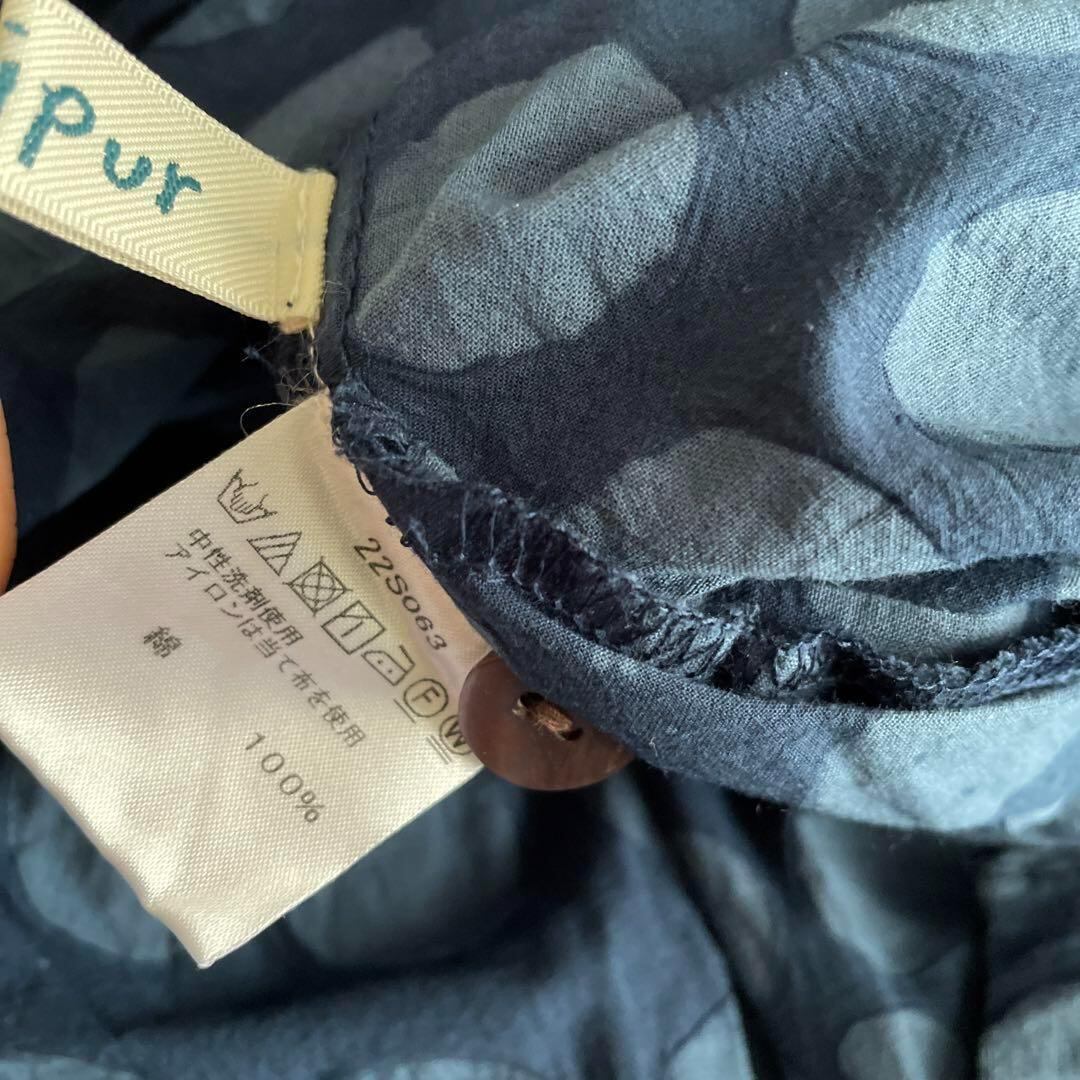 ipur
22S063
中性洗剤使用
アイロンは当て布を使用
綿
100%
F W